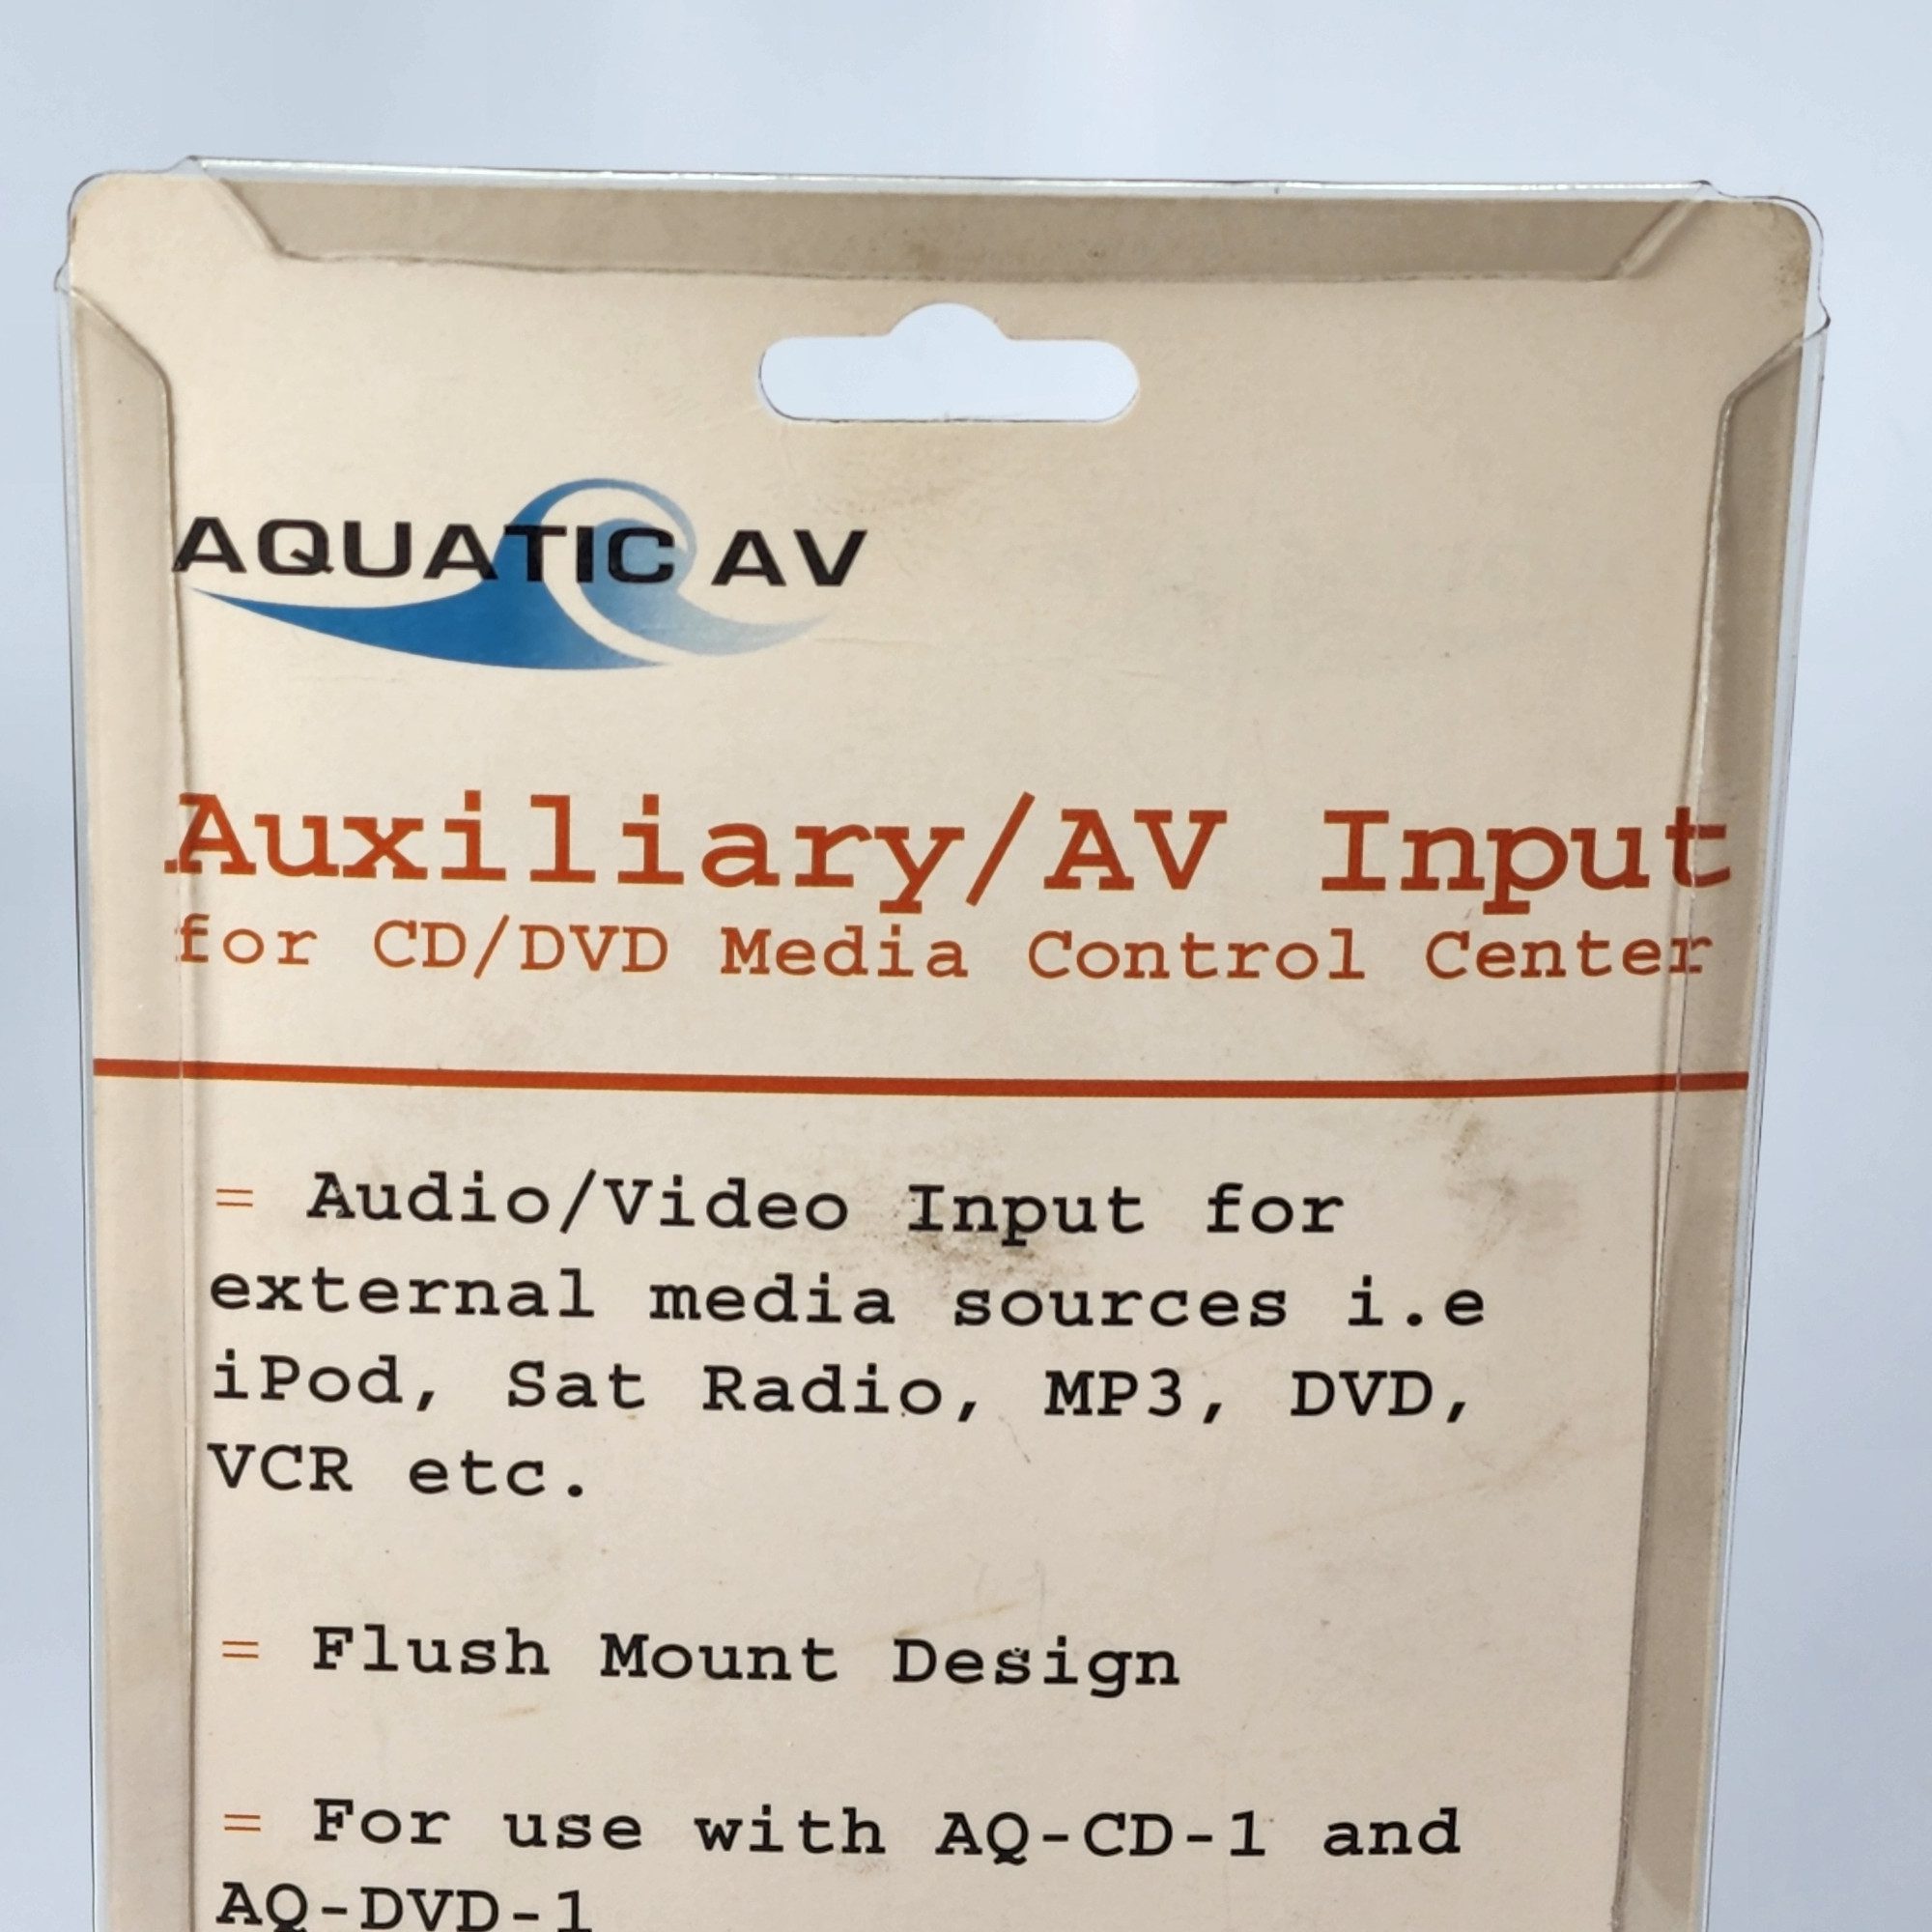 AQUATIC AV
Auxiliary/AV Input
for CD/DVD Media Control Center
= Audio/Video Input for
external media sources i.e
iPod, Sat Radio, MP3, DVD,
VCR etc.
= Flush Mount Design
= For use with AQ-CD-1 and
AQ-DVD-1